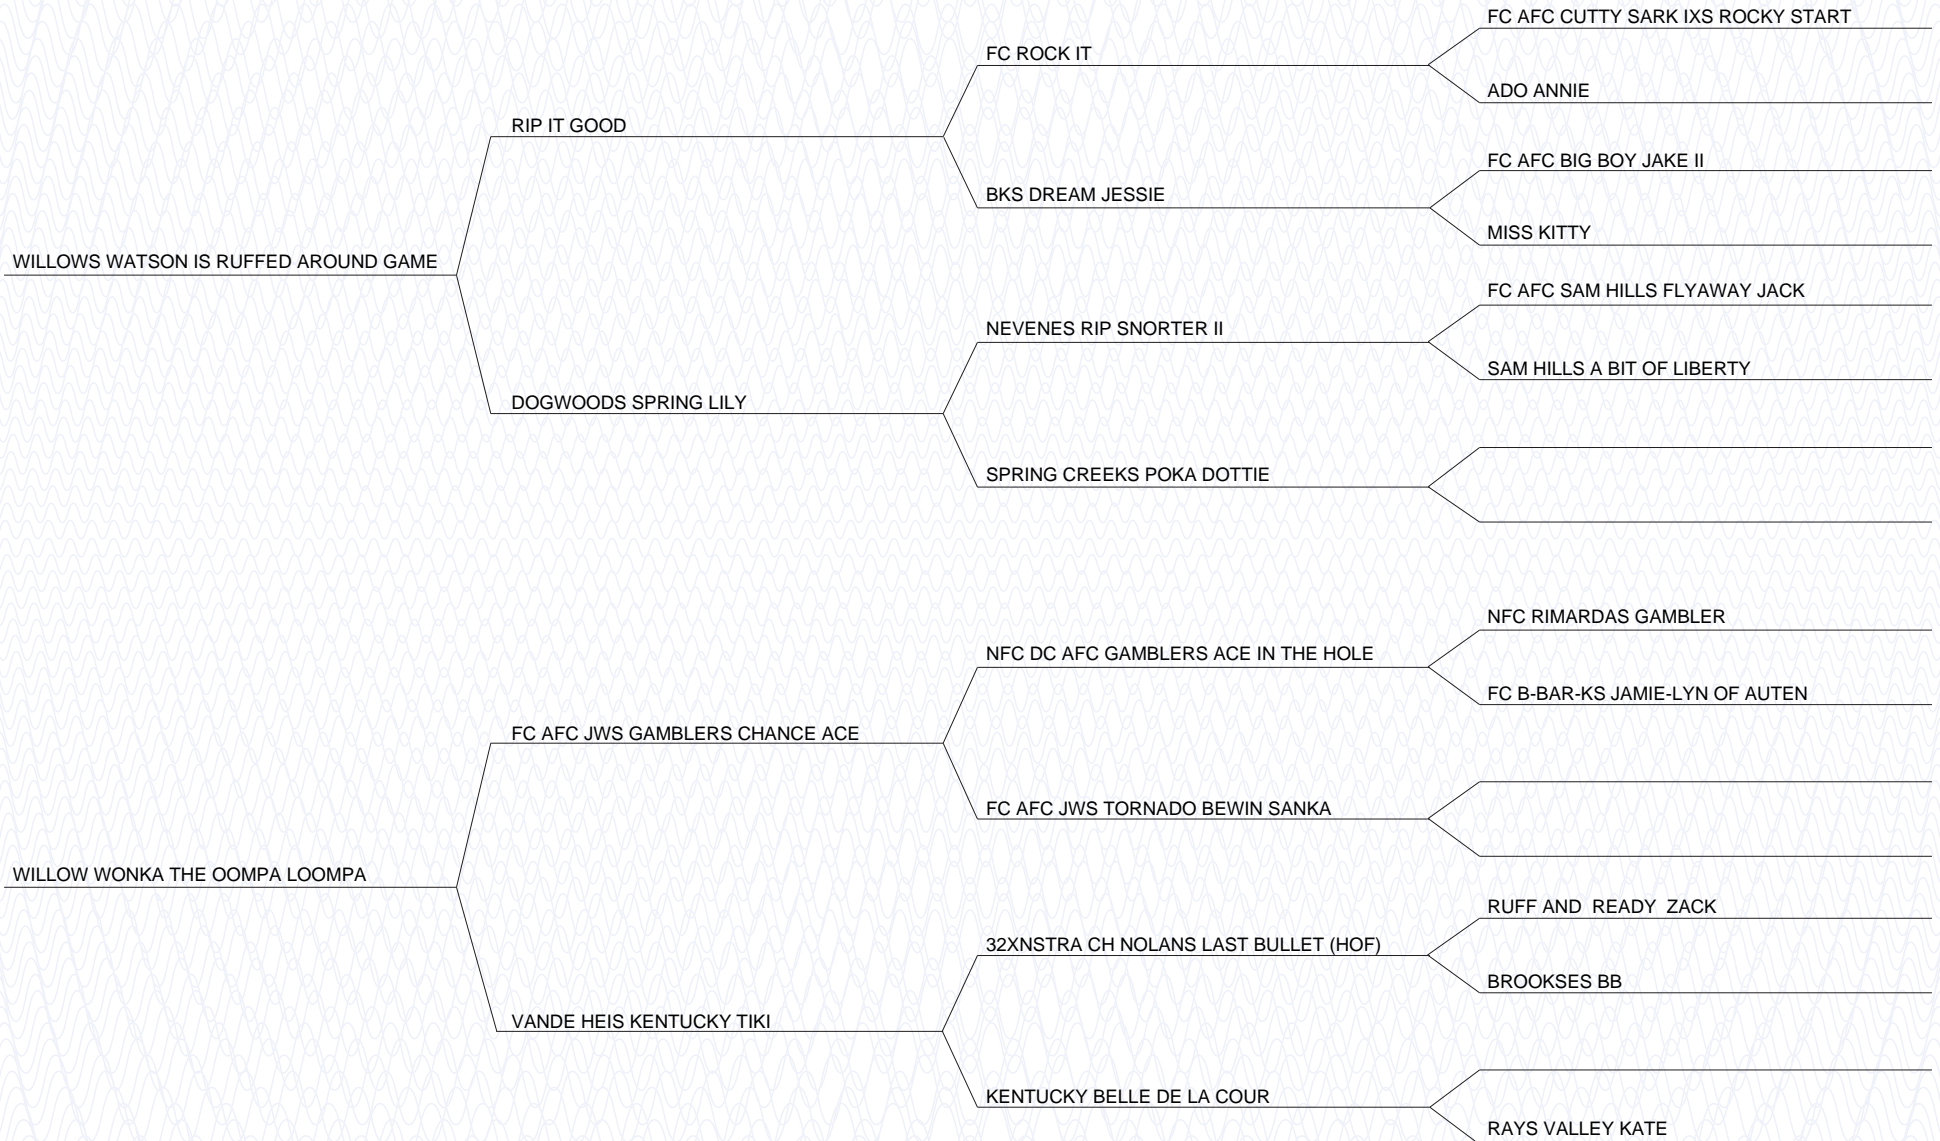 FC AFC CUTTY SARK IXS ROCKY START
FC ROCK IT
ADO ANNIE
RIP IT GOOD
FC AFC BIG BOY JAKE II
BKS DREAM JESSIE
MISS KITTY
WILLOWS WATSON IS RUFFED AROUND GAME
FC AFC SAM HILLS FLYAWAY JACK
NEVENES RIP SNORTER II
SAM HILLS A BIT OF LIBERTY
DOGWOODS SPRING LILY
SPRING CREEKS POKA DOTTIE
NFC RIMARDAS GAMBLER
NFC DC AFC GAMBLERS ACE IN THE HOLE
FC B-BAR-KS JAMIE-LYN OF AUTEN
FC AFC JWS GAMBLERS CHANCE ACE
FC AFC JWS TORNADO BEWIN SANKA
WILLOW WONKA THE OOMPA LOOMPA
RUFF AND  READY  ZACK
32XNSTRA CH NOLANS LAST BULLET (HOF)
BROOKSES BB
VANDE HEIS KENTUCKY TIKI
KENTUCKY BELLE DE LA COUR
RAYS VALLEY KATE